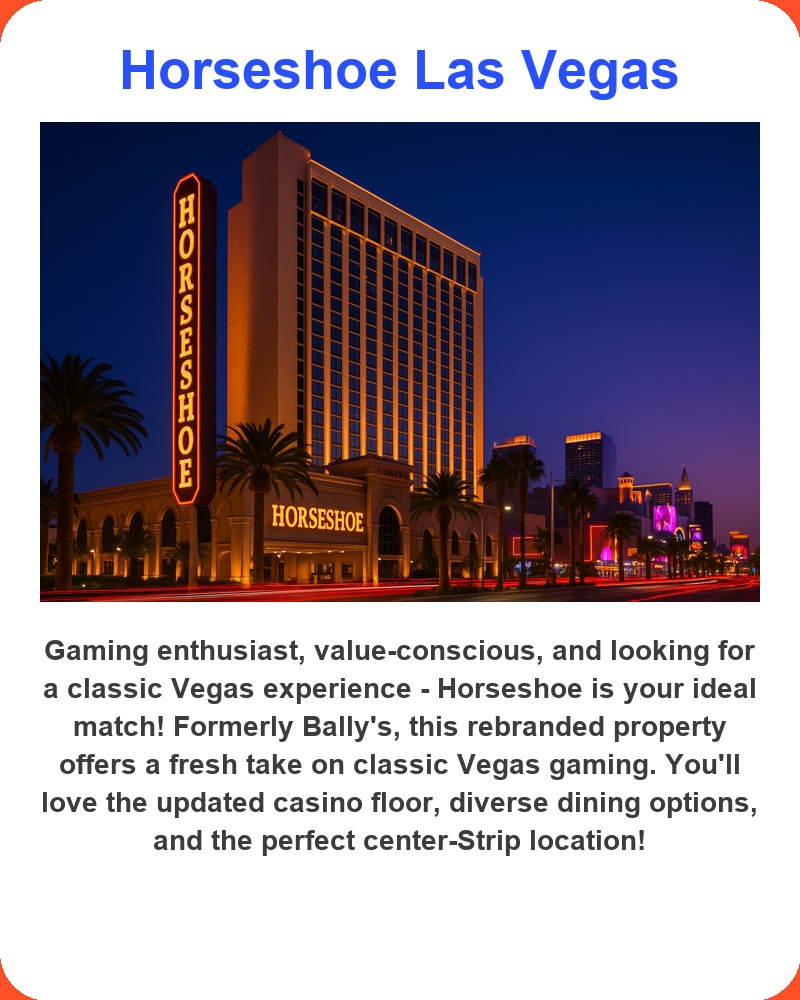 Horseshoe Las Vegas
HORSESHOE
HORSESHOE
Gaming enthusiast, value-conscious, and looking for
a classic Vegas experience - Horseshoe is your ideal
match! Formerly Bally's, this rebranded property
offers a fresh take on classic Vegas gaming. You'll
love the updated casino floor, diverse dining options,
and the perfect center-Strip location!